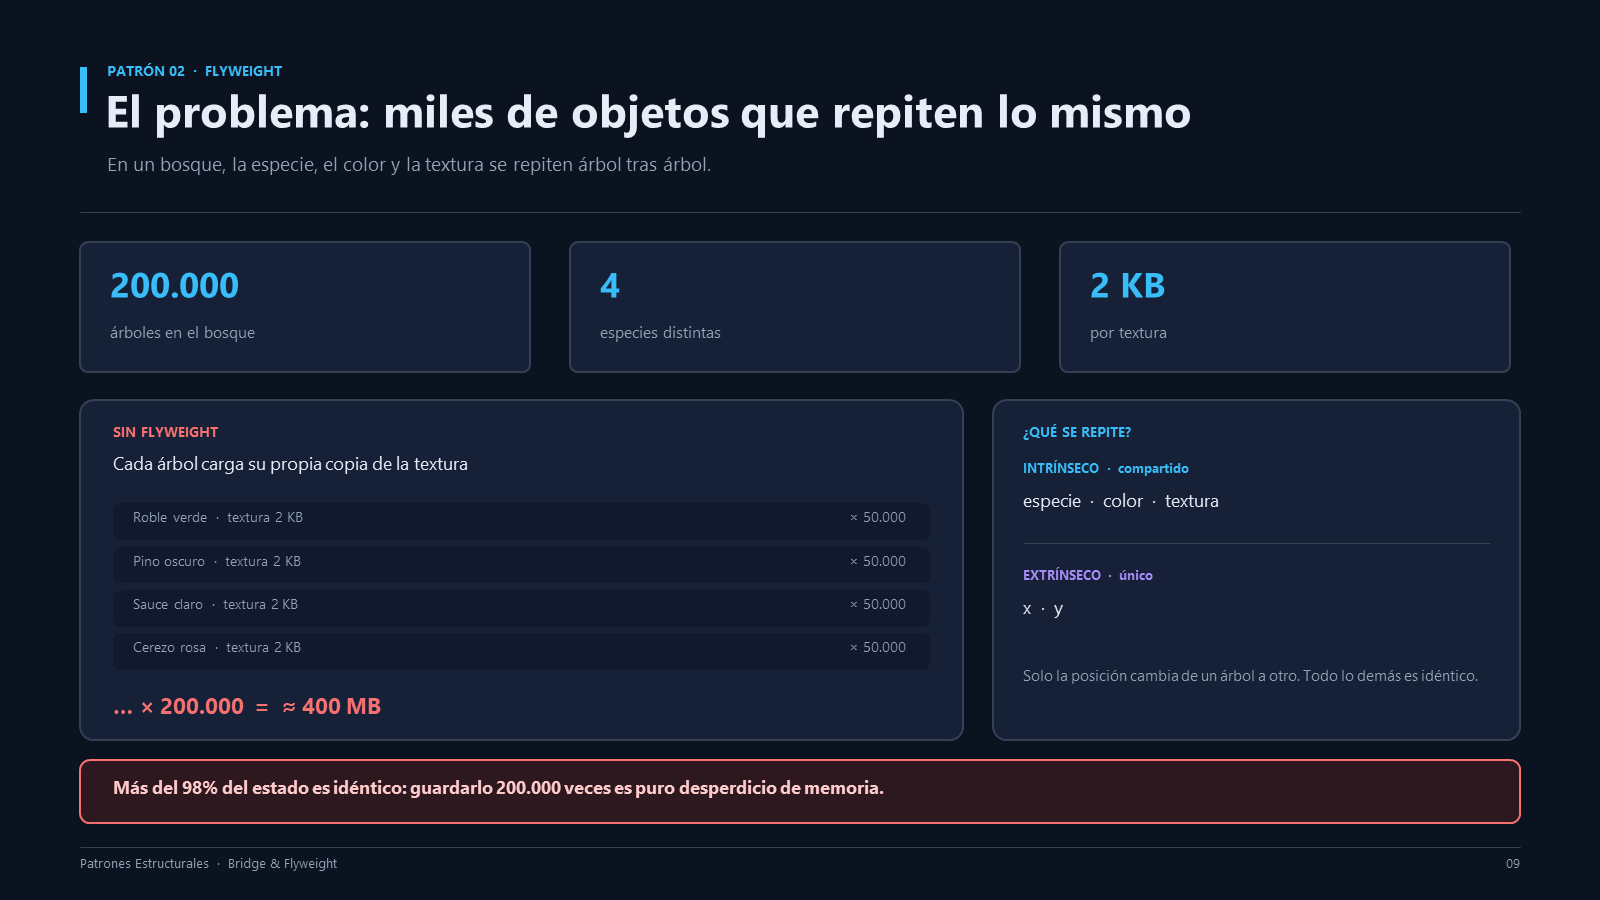 PATRÓN 02 · FLYWEIGHT
El problema: miles de objetos que repiten lo mismo
En un bosque, la especie, el color y la textura se repiten árbol tras árbol.
200.000
árboles en el bosque
4
especies distintas
2 KB
por textura
SIN FLYWEIGHT
Cada árbol carga su propia copia de la textura
Roble verde · textura 2 KB × 50.000
Pino oscuro · textura 2 KB × 50.000
Sauce claro · textura 2 KB × 50.000
Cerezo rosa · textura 2 KB × 50.000
... × 200.000 = ≈ 400 MB
¿QUÉ SE REPITE?
INTRÍNSECO · compartido
especie · color · textura
EXTRÍNSECO · único
x · y
Solo la posición cambia de un árbol a otro. Todo lo demás es idéntico.
Más del 98% del estado es idéntico: guardarlo 200.000 veces es puro desperdicio de memoria.
Patrones Estructurales · Bridge & Flyweight
09